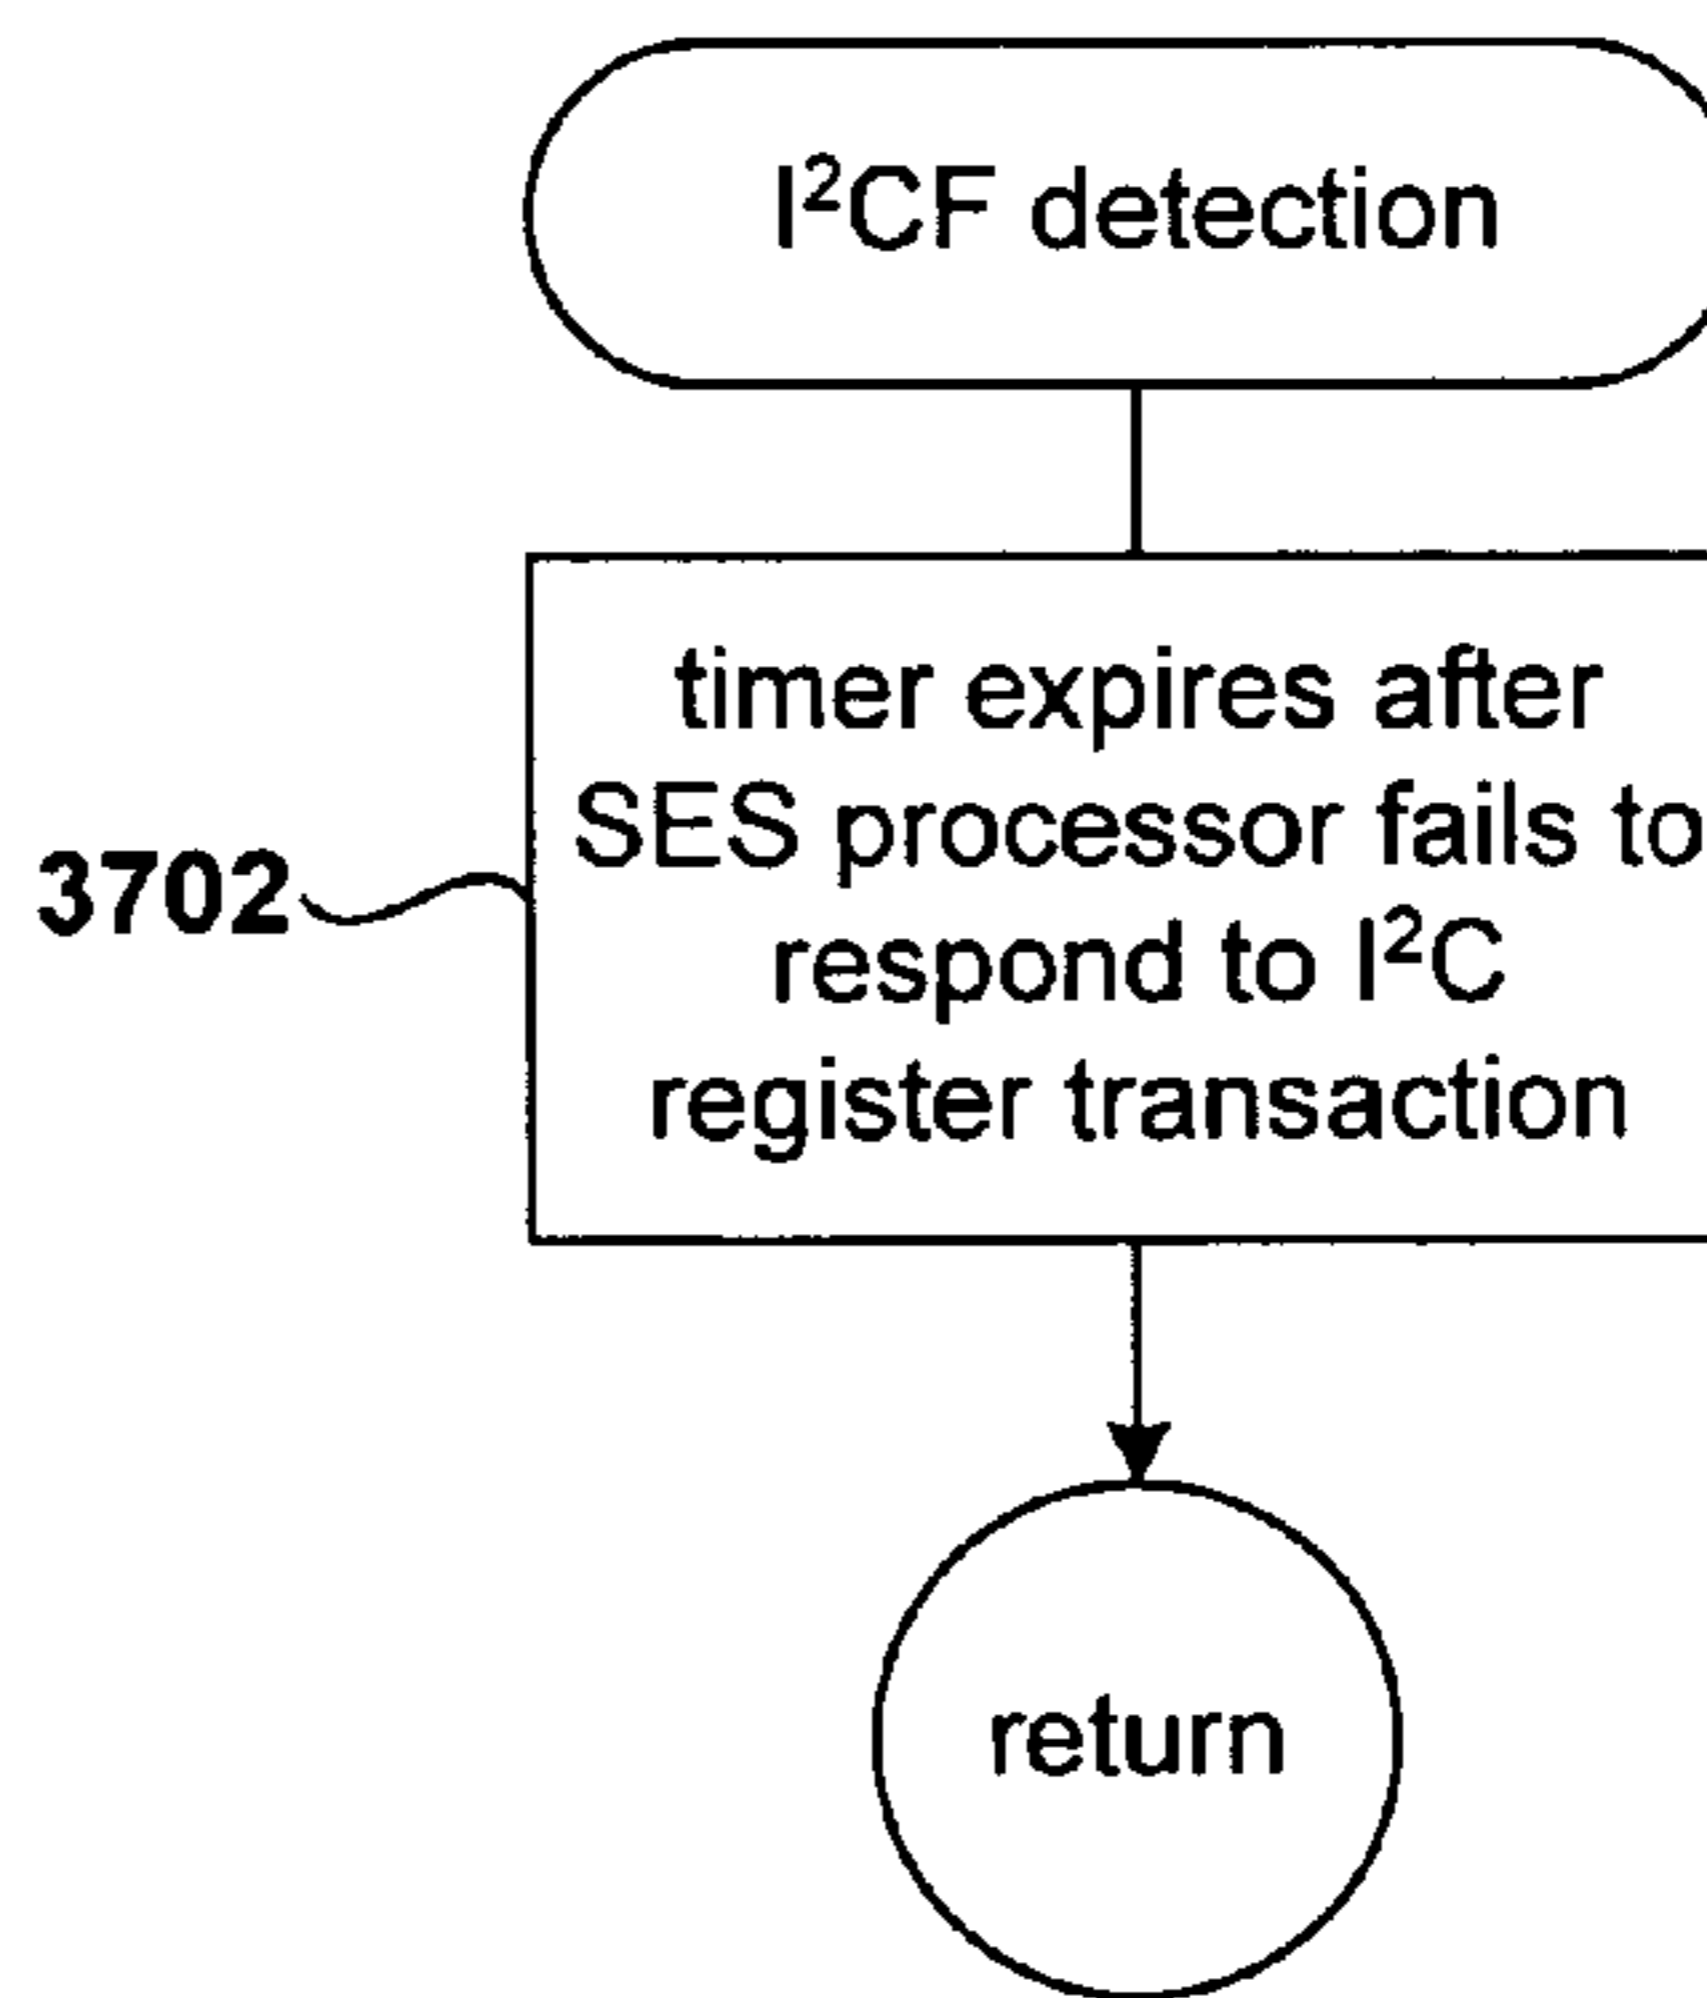 I²CF detection
timer expires after
SES processor fails to
respond to I²C
register transaction
3702
return